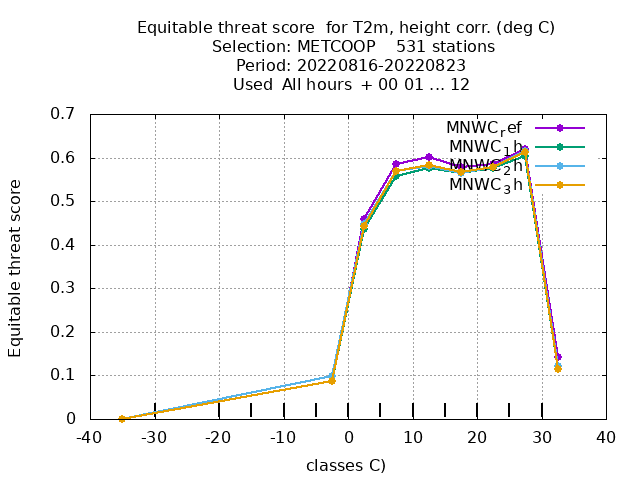 Equitable threat score  for T2m, height corr. (deg C)
Selection: METCOOP    531 stations
Period: 20220816-20220823
Used  All hours  + 00 01 ... 12
0.7
0.6
0.5
0.4
0.3
0.2
0.1
0
Equitable threat score
MNWC_ref
MNWC_1h
MNWC_2h
MNWC_3h
-40 -30 -20 -10 0 10 20 30 40
classes C)